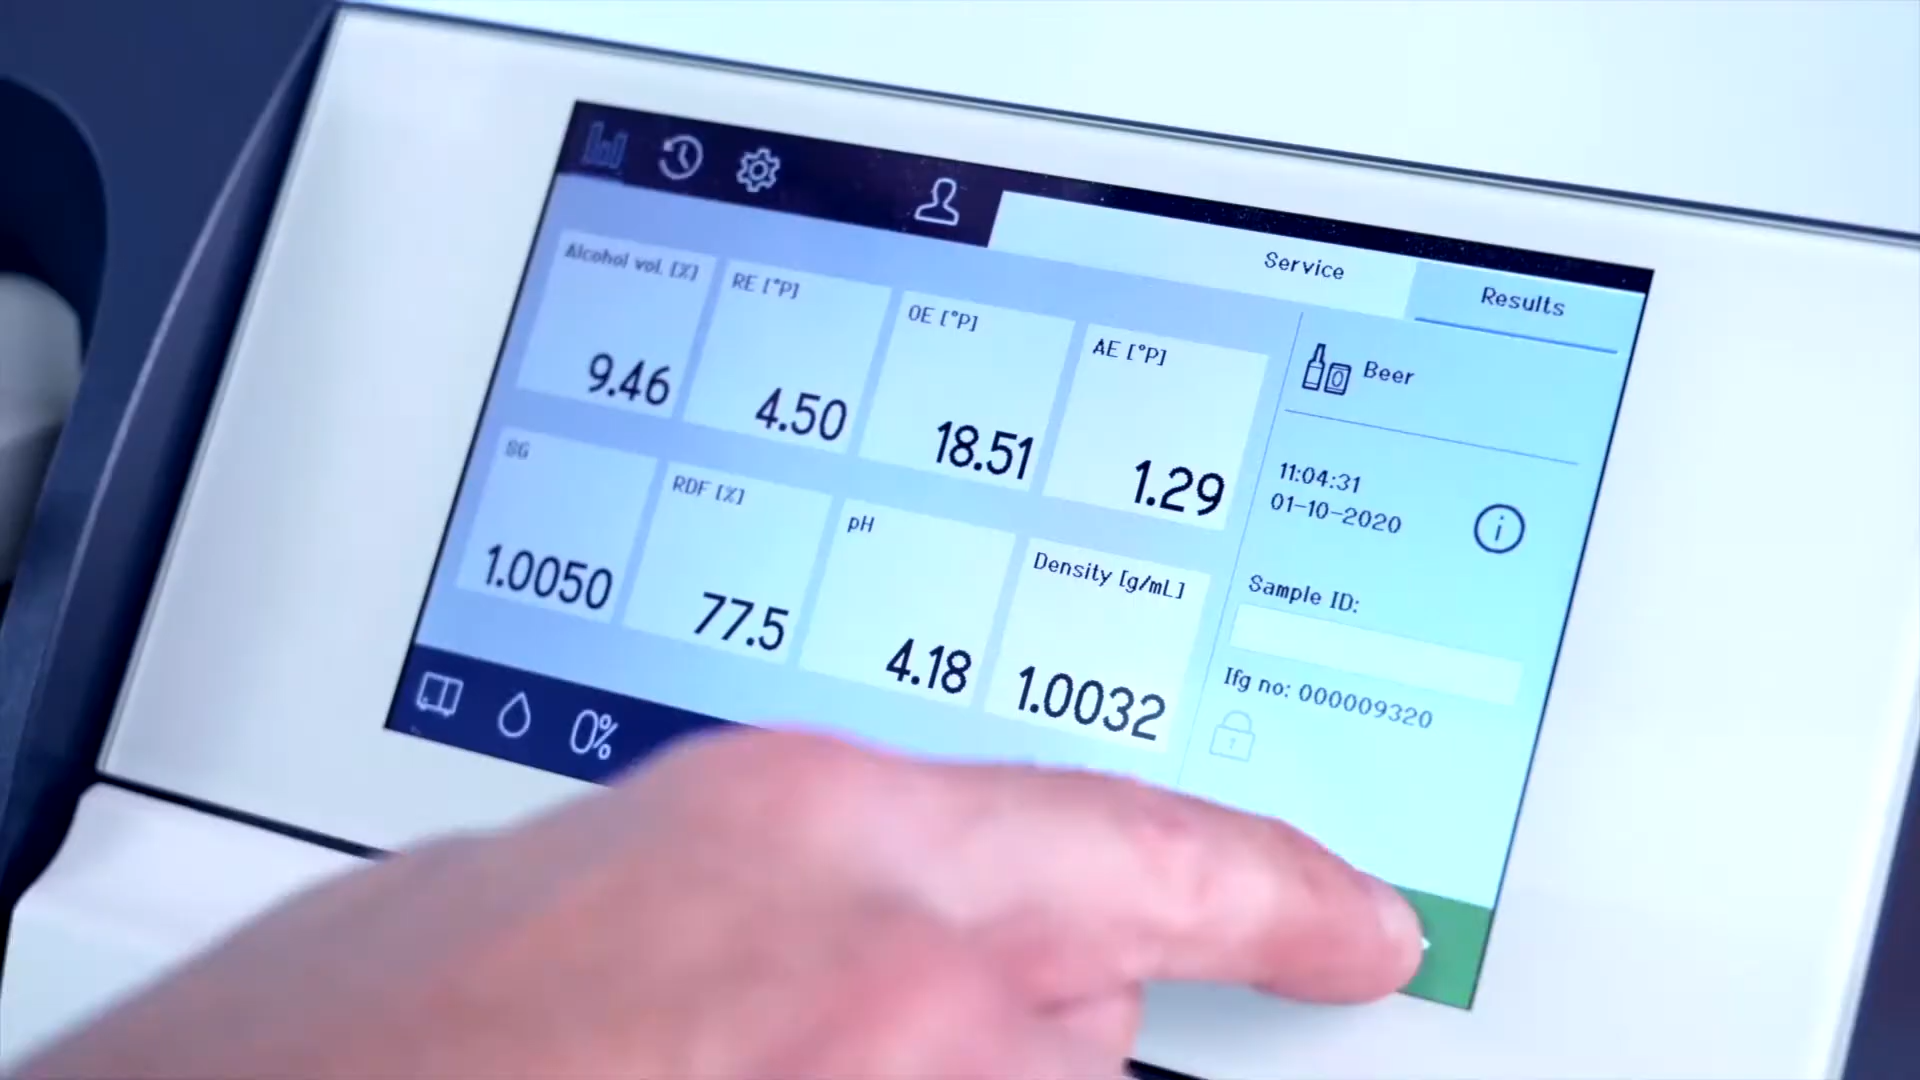 Service
Results
Alcohol vol. [%]
9.46
RE [°P]
4.50
OE [°P]
18.51
AE [°P]
1.29
SG
1.0050
RDF [%]
77.5
pH
4.18
Density [g/mL]
1.0032
Beer
11:04:31
01-10-2020
Sample ID:
Ifg no: 000009320
0%